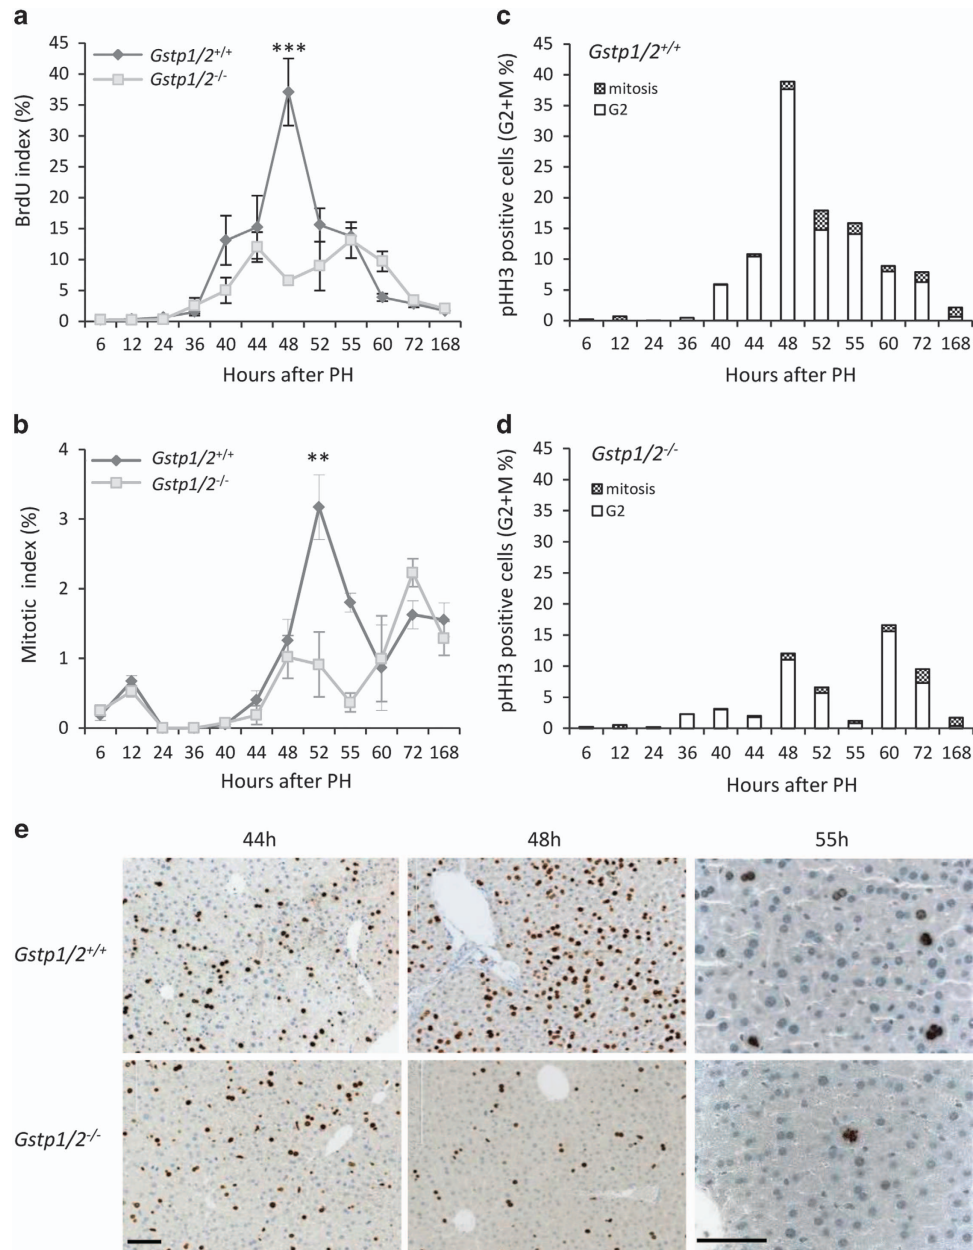 a
BrdU index (%)
45
40
35
30
25
20
15
10
5
0
Gstp1/2+/+
Gstp1/2-/-
***
6 12 24 36 40 44 48 52 55 60 72 168
Hours after PH
b
Mitotic index (%)
4
3
2
1
0
Gstp1/2+/+
Gstp1/2-/-
**
6 12 24 36 40 44 48 52 55 60 72 168
Hours after PH
c
pHH3 positive cells (G2+M %)
45
40
35
30
25
20
15
10
5
0
Gstp1/2+/+
mitosis
G2
6 12 24 36 40 44 48 52 55 60 72 168
Hours after PH
d
pHH3 positive cells (G2+M %)
45
40
35
30
25
20
15
10
5
0
Gstp1/2-/-
mitosis
G2
6 12 24 36 40 44 48 52 55 60 72 168
Hours after PH
e
44h 48h 55h
Gstp1/2+/+
Gstp1/2-/-